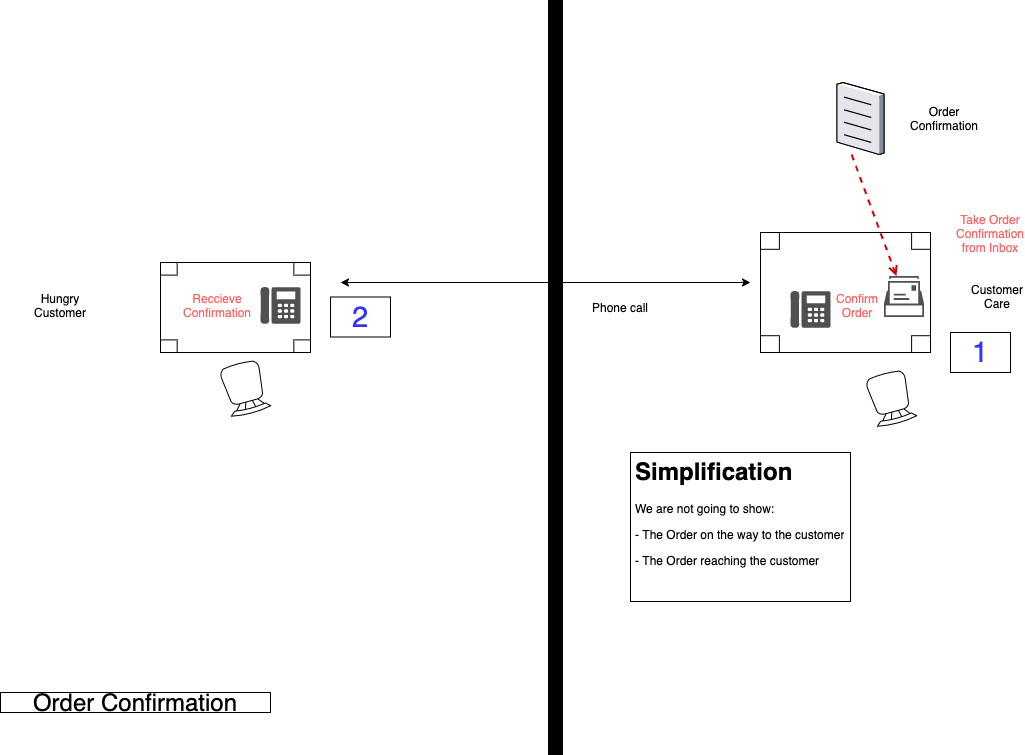 Order
Confirmation
Take Order
Confirmation
from Inbox
Hungry
Customer
Reccieve
Confirmation
2
Phone call
Confirm
Order
Customer
Care
1
Simplification
We are not going to show:
- The Order on the way to the customer
- The Order reaching the customer
Order Confirmation